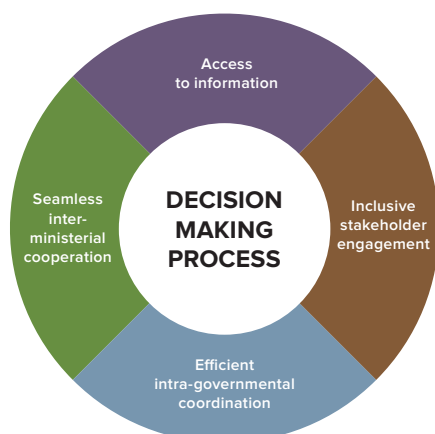 Access
to information
Seamless
inter-
ministerial
cooperation
DECISION
MAKING
PROCESS
Inclusive
stakeholder
engagement
Efficient
intra-governmental
coordination